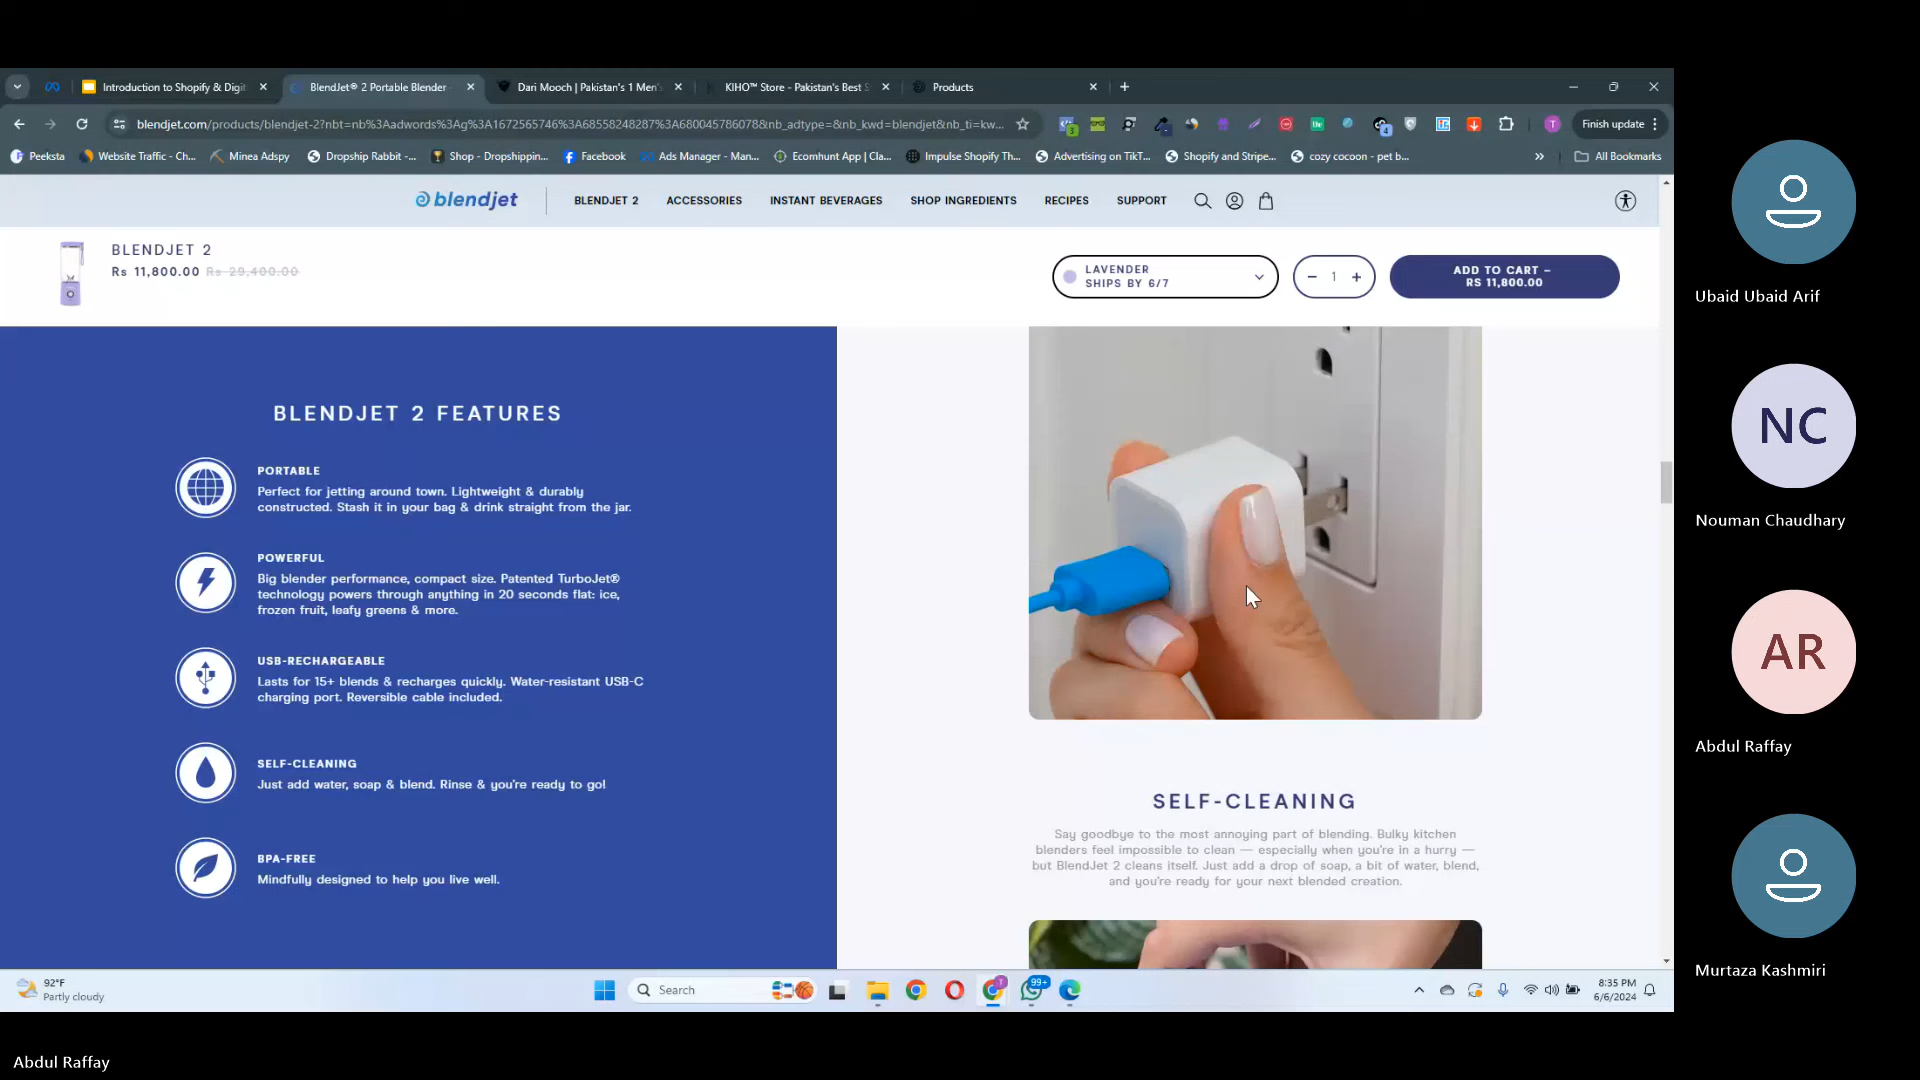 Introduction to Shopify & Digit
BlendJet® 2 Portable Blender
Dari Mooch | Pakistan's 1 Men's
KIHO™ Store - Pakistan's Best S
Products
blendjet.com/products/blendjet-2?nbt=nb%3Aadwords%3Ag%3A1672565746%3A68558248287%3A680045786078&nb_adtype=&nb_kwd=blendjet&nb_ti=kw...
Finish update
Peeksta
Website Traffic - Ch...
Minea Adspy
Dropship Rabbit -...
Shop - Dropshippin...
Facebook
Ads Manager - Man...
Ecomhunt App | Cla...
Impulse Shopify Th...
Advertising on TikT...
Shopify and Stripe...
cozy cocoon - pet b...
All Bookmarks
blendjet
BLENDJET 2
ACCESSORIES
INSTANT BEVERAGES
SHOP INGREDIENTS
RECIPES
SUPPORT
BLENDJET 2
Rs 11,800.00 Rs 29,400.00
LAVENDER
SHIPS BY 6/7
− 1 +
ADD TO CART –
RS 11,800.00
BLENDJET 2 FEATURES
PORTABLE
Perfect for jetting around town. Lightweight & durably
constructed. Stash it in your bag & drink straight from the jar.
POWERFUL
Big blender performance, compact size. Patented TurboJet®
technology powers through anything in 20 seconds flat: ice,
frozen fruit, leafy greens & more.
USB-RECHARGEABLE
Lasts for 15+ blends & recharges quickly. Water-resistant USB-C
charging port. Reversible cable included.
SELF-CLEANING
Just add water, soap & blend. Rinse & you're ready to go!
BPA-FREE
Mindfully designed to help you live well.
SELF-CLEANING
Say goodbye to the most annoying part of blending. Bulky kitchen
blenders feel impossible to clean — especially when you're in a hurry —
but BlendJet 2 cleans itself. Just add a drop of soap, a bit of water, blend,
and you're ready for your next blended creation.
92°F
Partly cloudy
Search
99+
8:35 PM
6/6/2024
Ubaid Ubaid Arif
NC
Nouman Chaudhary
AR
Abdul Raffay
Murtaza Kashmiri
Abdul Raffay